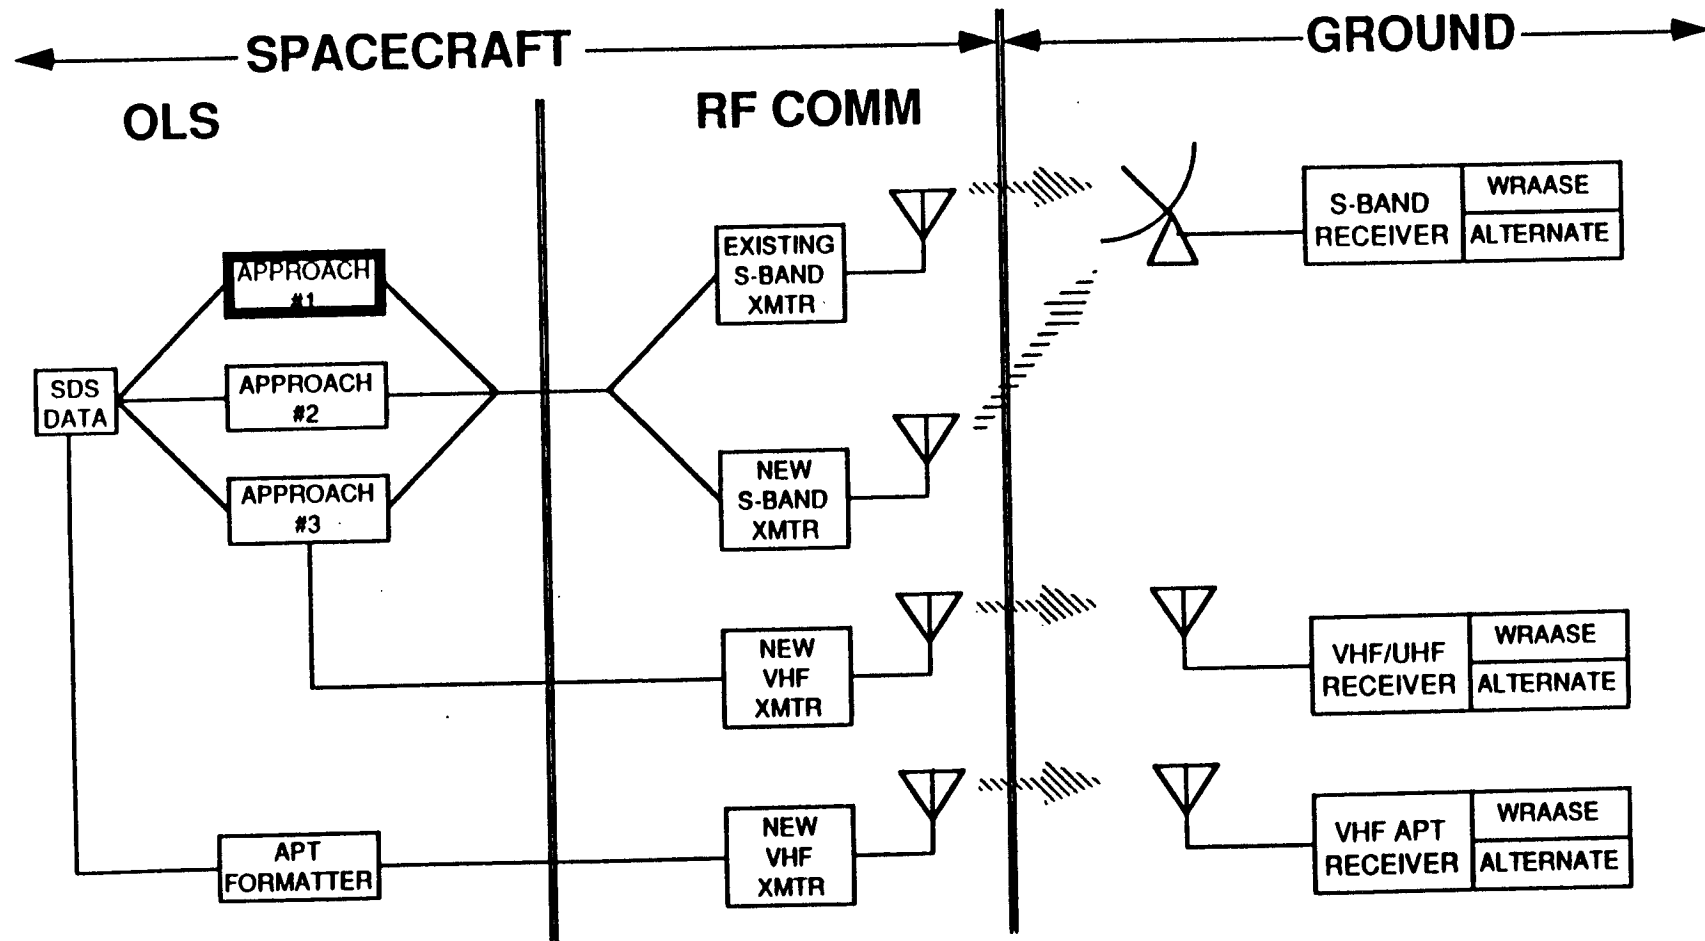 SPACECRAFT
GROUND
OLS
RF COMM
APPROACH
#1
SDS
DATA
APPROACH
#2
APPROACH
#3
APT
FORMATTER
EXISTING
S-BAND
XMTR
NEW
S-BAND
XMTR
NEW
VHF
XMTR
NEW
VHF
XMTR
S-BAND
RECEIVER
WRAASE
ALTERNATE
VHF/UHF
RECEIVER
WRAASE
ALTERNATE
VHF APT
RECEIVER
WRAASE
ALTERNATE